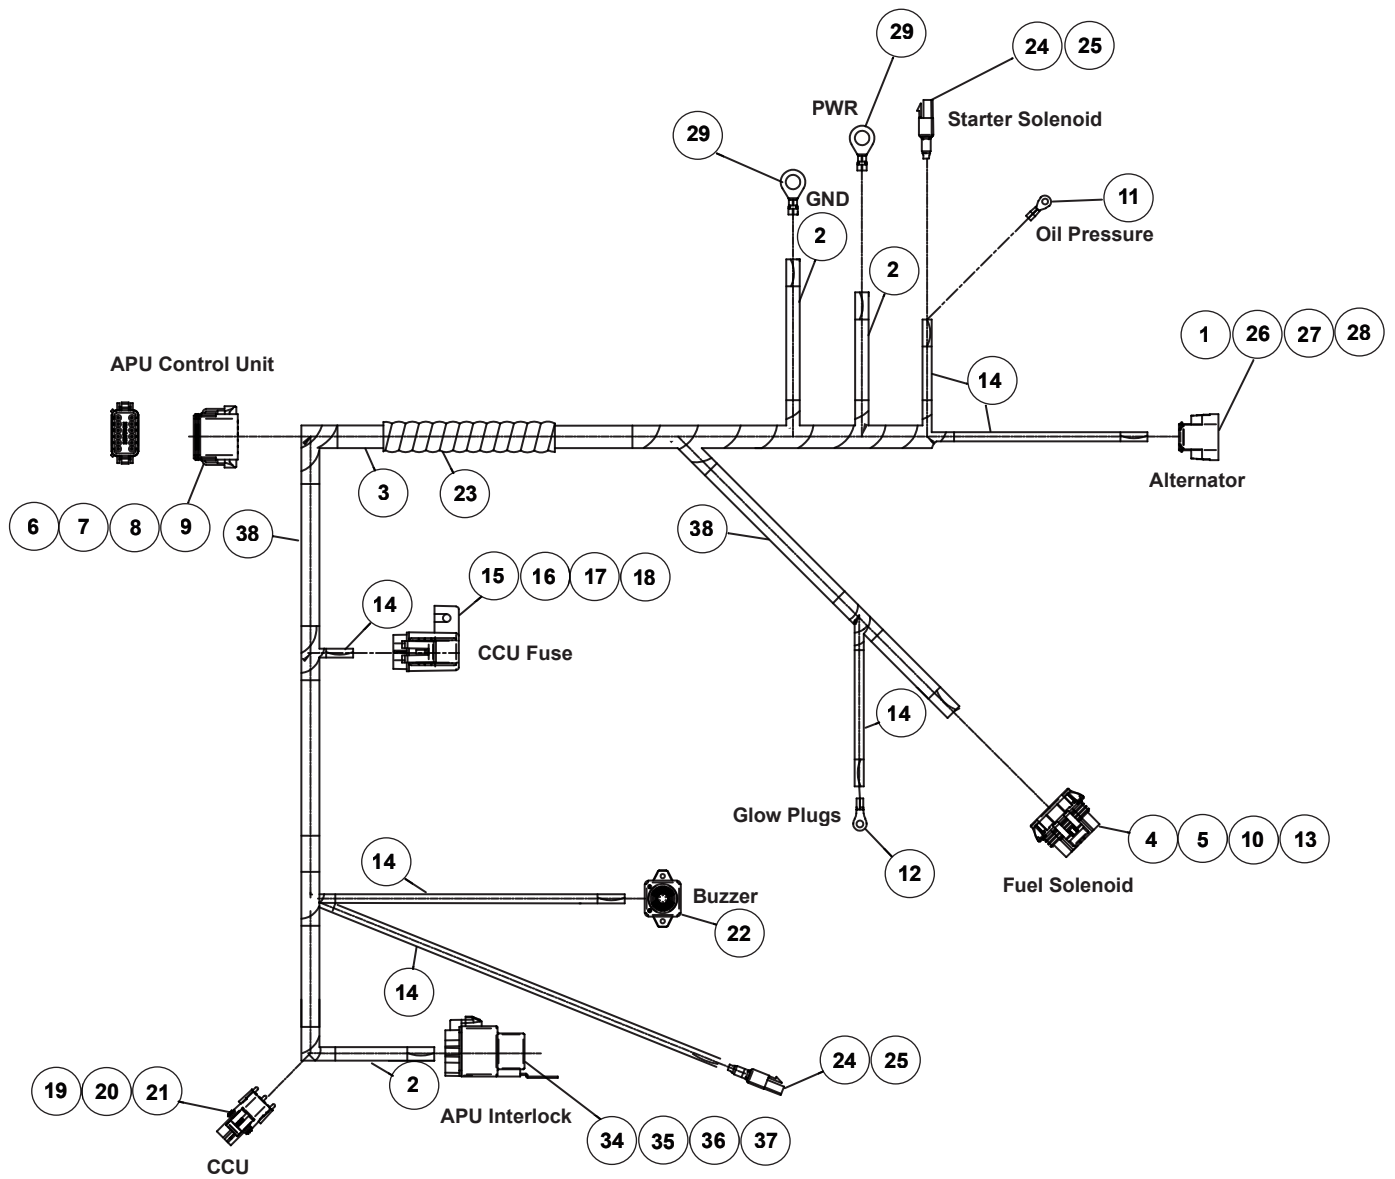 29
24 25
PWR
Starter Solenoid
29
GND
11
Oil Pressure
2
2
1 26 27 28
APU Control Unit
14
Alternator
3 23
6 7 8 9 38
38
15 16 17 18
14
CCU Fuse
14
Glow Plugs
4 5 10 13
12
Fuel Solenoid
14
Buzzer
22
14
24 25
19 20 21
2
APU Interlock
34 35 36 37
CCU